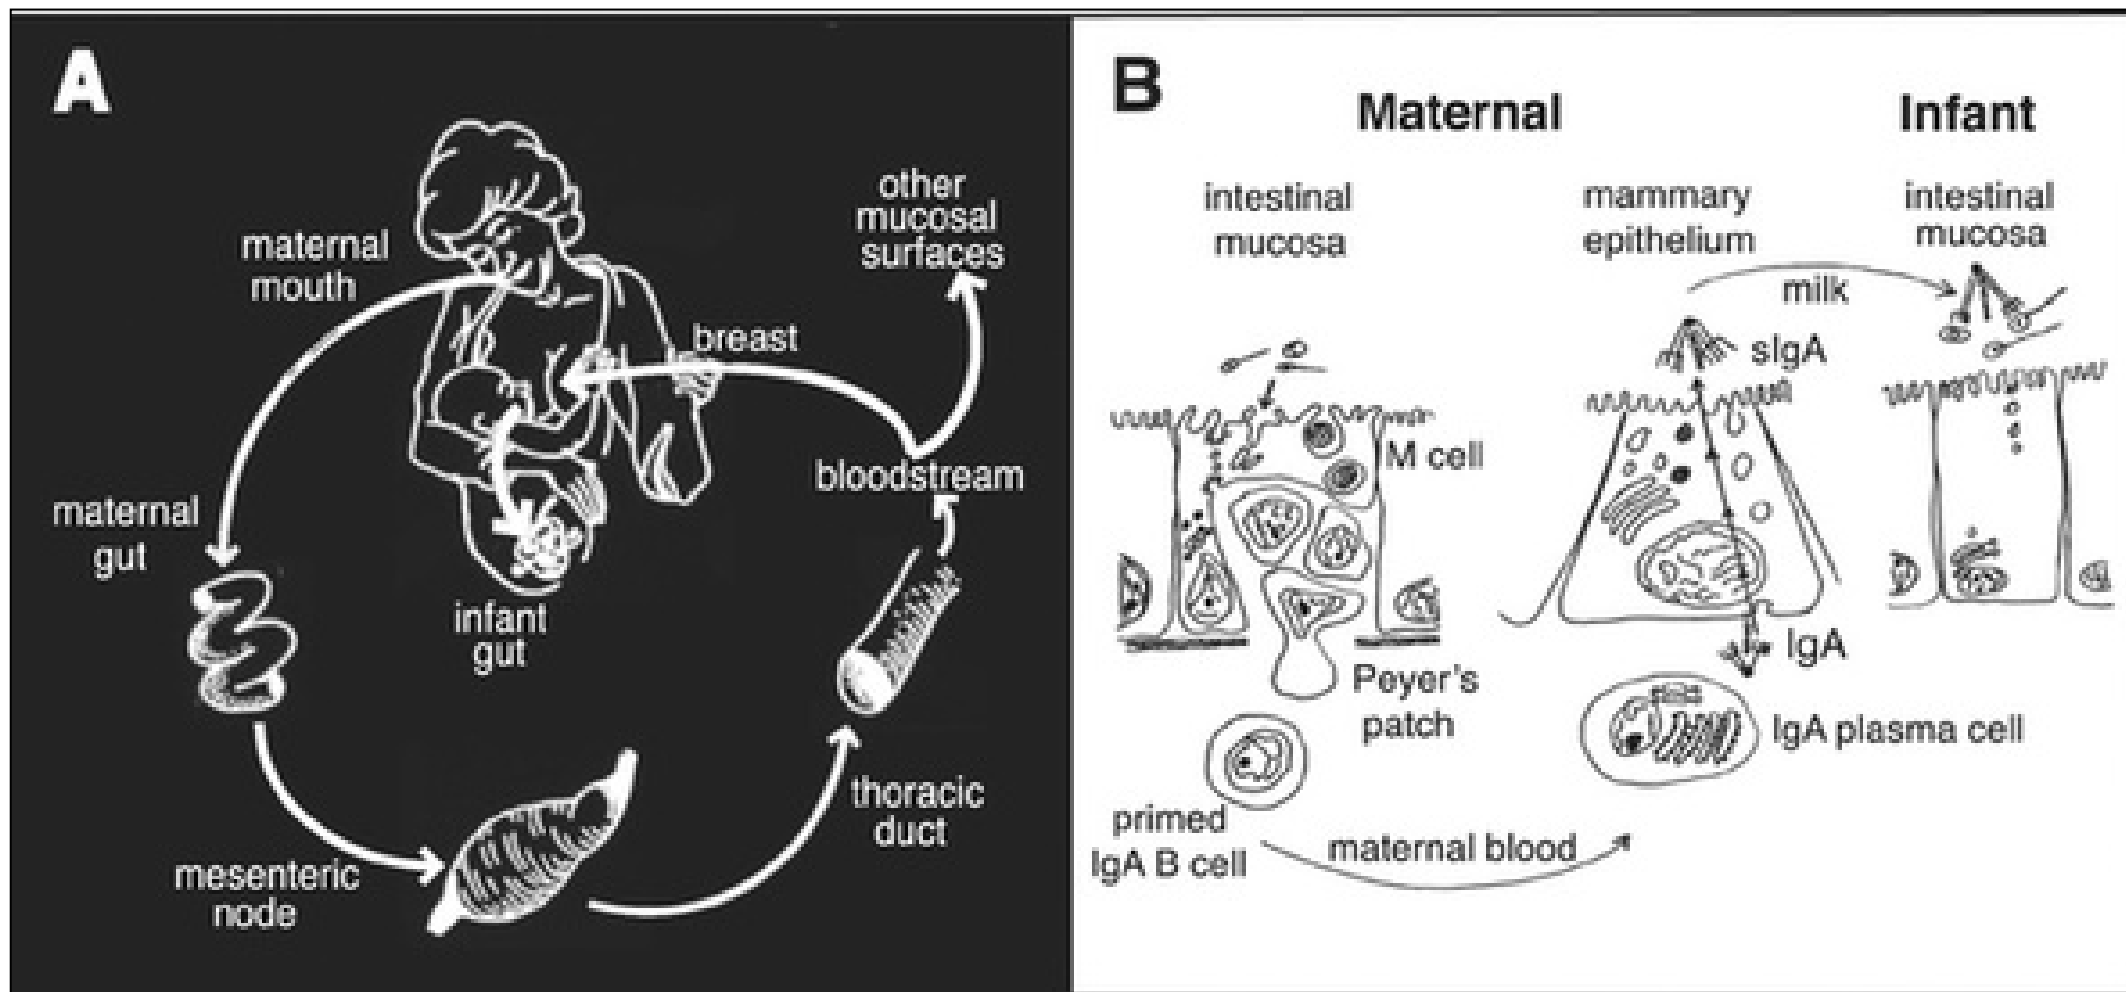 A
other
mucosal
surfaces
maternal
mouth
breast
bloodstream
maternal
gut
infant
gut
thoracic
duct
mesenteric
node
B
Maternal
Infant
intestinal
mucosa
mammary
epithelium
intestinal
mucosa
milk
sIgA
M cell
IgA
Peyer's
patch
IgA plasma cell
primed
IgA B cell
maternal blood